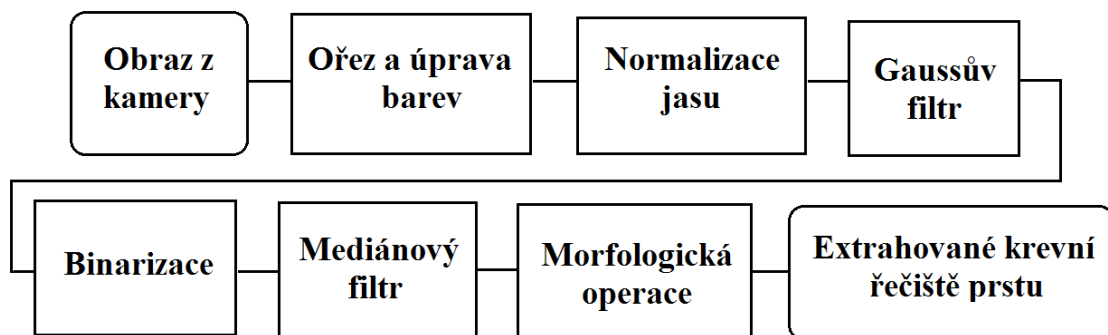 Obraz z
kamery
Ořez a úprava
barev
Normalizace
jasu
Gaussův
filtr
Binarizace
Mediánový
filtr
Morfologická
operace
Extrahované krevní
řečiště prstu